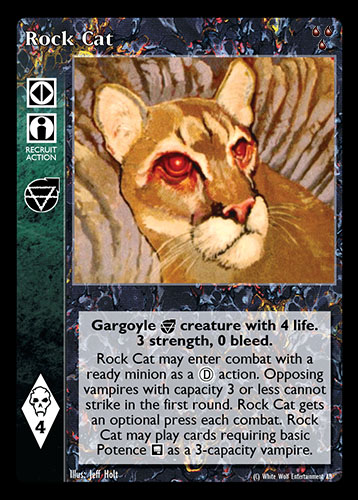 Rock Cat
RECRUIT
ACTION
Gargoyle creature with 4 life.
3 strength, 0 bleed.
Rock Cat may enter combat with a
ready minion as a Ⓓ action. Opposing
vampires with capacity 3 or less cannot
strike in the first round. Rock Cat gets
an optional press each combat. Rock
Cat may play cards requiring basic
Potence as a 3-capacity vampire.
4
Illus: Jeff Holt
(C) White Wolf Entertainment AB